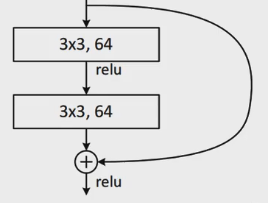 3x3, 64
relu
3x3, 64
+
relu